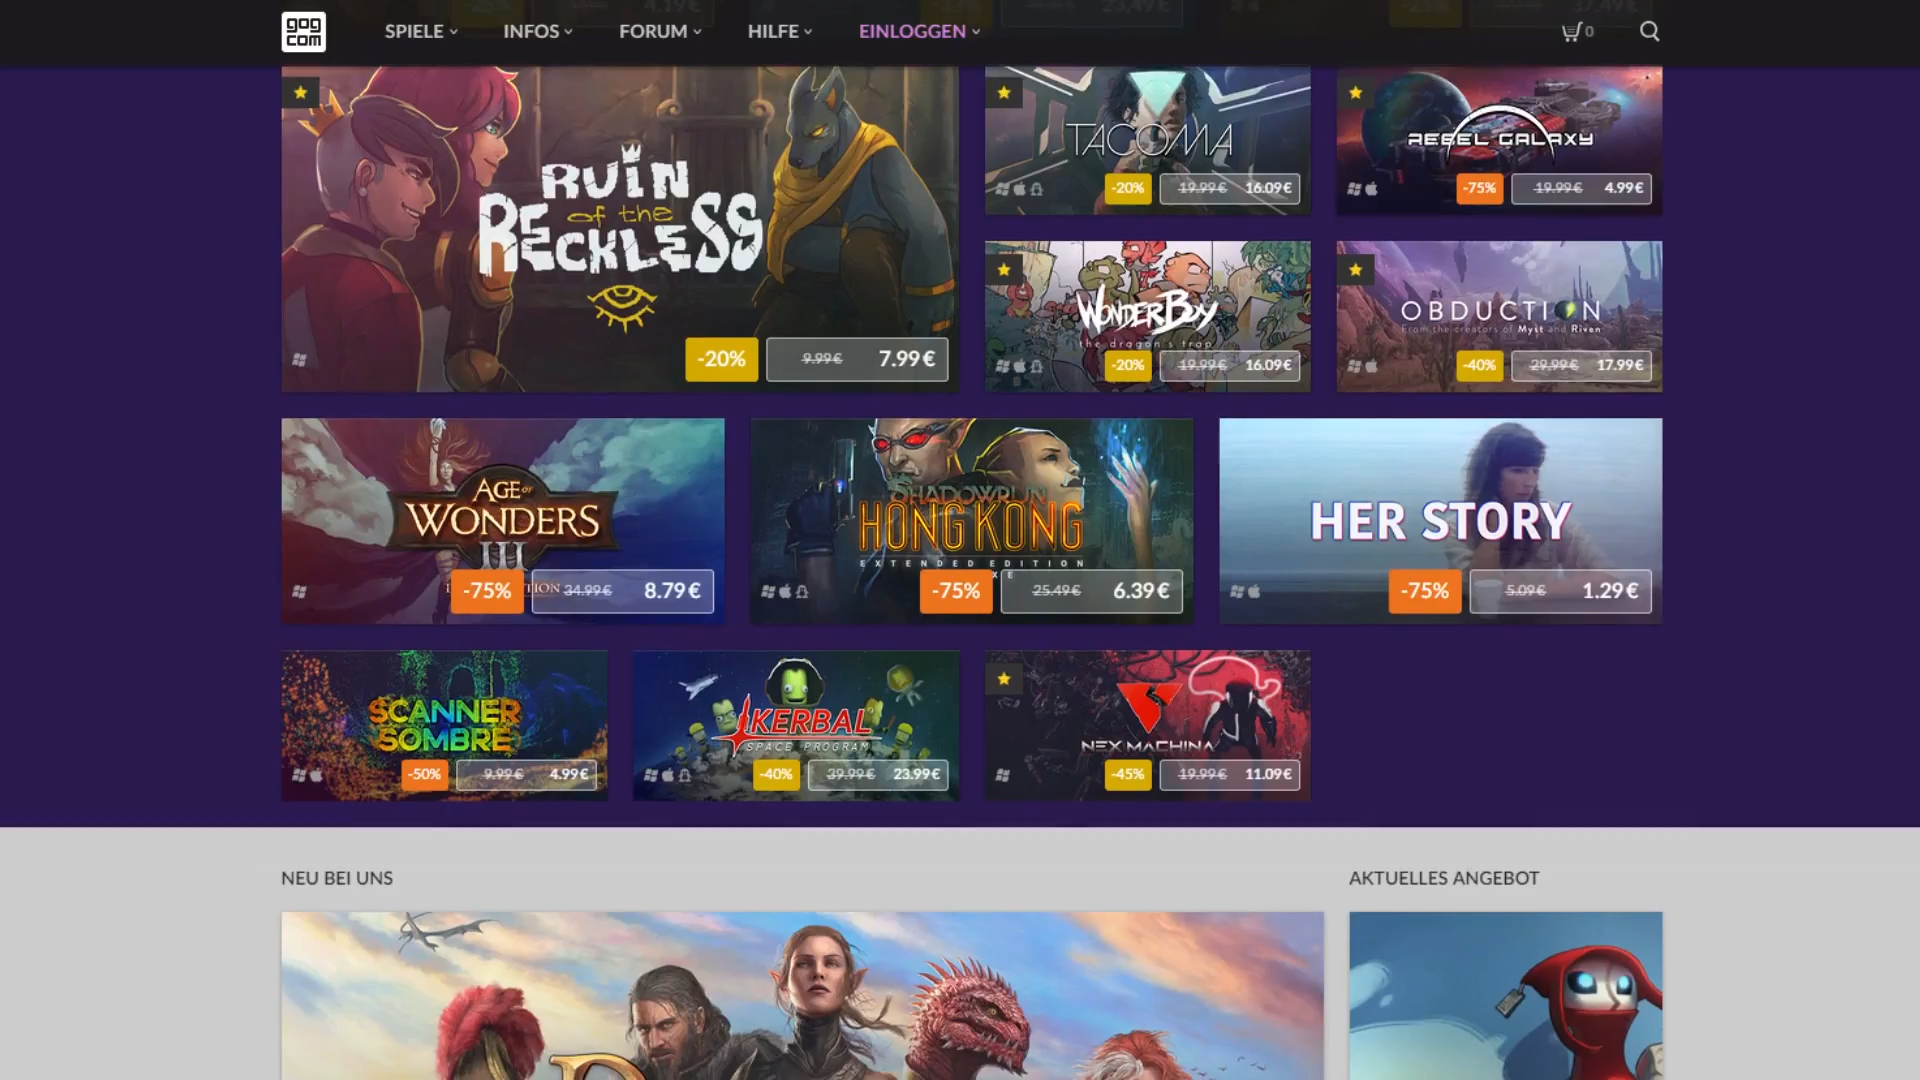 gog com
SPIELE
INFOS
FORUM
HILFE
EINLOGGEN
0
RUiN
of the
RECKLESS
-20% 9.99€ 7.99€
TACOMA
-20% 19.99€ 16.09€
REBEL GALAXY
-75% 19.99€ 4.99€
WONDER BOY
the dragon's trap
-20% 19.99€ 16.09€
OBDUCTION
From the creators of Myst and Riven
-40% 29.99€ 17.99€
AGE OF
WONDERS
III
-75% 34.99€ 8.79€
SHADOWRUN
HONG KONG
EXTENDED EDITION
-75% 25.49€ 6.39€
HER STORY
-75% 5.09€ 1.29€
SCANNER
SOMBRE
-50% 9.99€ 4.99€
KERBAL
SPACE PROGRAM
-40% 39.99€ 23.99€
NEX MACHINA
-45% 19.99€ 11.09€
NEU BEI UNS
AKTUELLES ANGEBOT